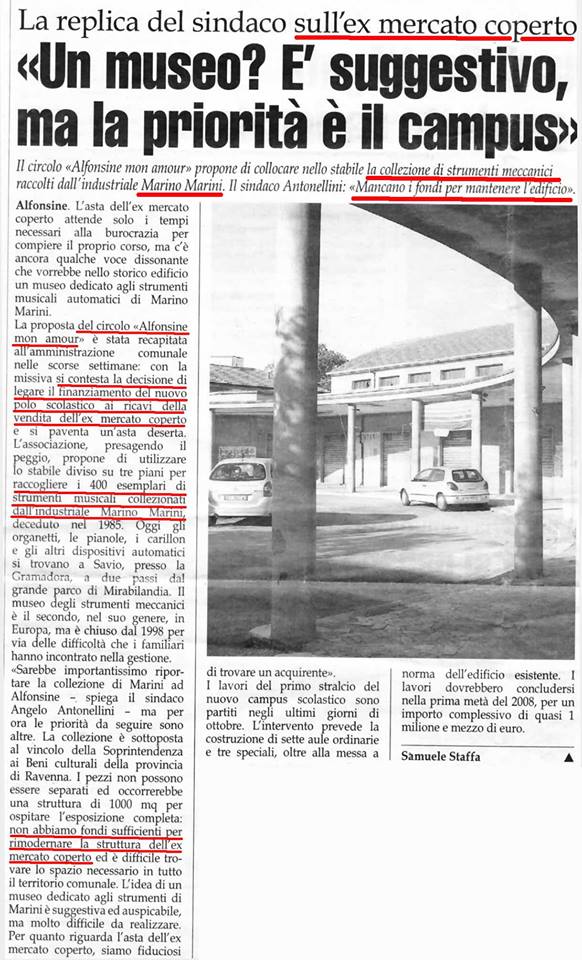 La replica del sindaco sull'ex mercato coperto
«Un museo? E' suggestivo,
ma la priorità è il campus»
Il circolo «Alfonsine mon amour» propone di collocare nello stabile la collezione di strumenti meccanici
raccolti dall'industriale Marino Marini. Il sindaco Antonellini: «Mancano i fondi per mantenere l'edificio».
Alfonsine. L'asta dell'ex mercato
coperto attende solo i tempi
necessari alla burocrazia per
compiere il proprio corso, ma c'è
ancora qualche voce dissonante
che vorrebbe nello storico edificio
un museo dedicato agli strumenti
musicali automatici di Marino
Marini.
La proposta del circolo «Alfonsine
mon amour» è stata recapitata
all'amministrazione comunale
nelle scorse settimane: con la
missiva si contesta la decisione di
legare il finanziamento del nuovo
polo scolastico ai ricavi della
vendita dell'ex mercato coperto
e si paventa un'asta deserta.
L'associazione, presagendo il
peggio, propone di utilizzare
lo stabile diviso su tre piani per
raccogliere i 400 esemplari di
strumenti musicali collezionati
dall'industriale Marino Marini,
deceduto nel 1985. Oggi gli
organetti, le pianole, i carillon
e gli altri dispositivi automatici
si trovano a Savio, presso la
Gramadora, a due passi dal
grande parco di Mirabilandia. Il
museo degli strumenti meccanici
è il secondo, nel suo genere, in
Europa, ma è chiuso dal 1998 per
via delle difficoltà che i familiari
hanno incontrato nella gestione.
«Sarebbe importantissimo ripor-
tare la collezione di Marini ad
Alfonsine – spiega il sindaco
Angelo Antonellini – ma per
ora le priorità da seguire sono
altre. La collezione è sottoposta
al vincolo della Soprintendenza
ai Beni culturali della provincia
di Ravenna. I pezzi non possono
essere separati ed occorrerebbe
una struttura di 1000 mq per
ospitare l'esposizione completa:
non abbiamo fondi sufficienti per
rimodernare la struttura dell'ex
mercato coperto ed è difficile tro-
vare lo spazio necessario in tutto
il territorio comunale. L'idea di un
museo dedicato agli strumenti di
Marini è suggestiva ed auspicabile,
ma molto difficile da realizzare.
Per quanto riguarda l'asta dell'ex
mercato coperto, siamo fiduciosi
di trovare un acquirente».
I lavori del primo stralcio del
nuovo campus scolastico sono
partiti negli ultimi giorni di
ottobre. L'intervento prevede la
costruzione di sette aule ordinarie
e tre speciali, oltre alla messa a
norma dell'edificio esistente. I
lavori dovrebbero concludersi
nella prima metà del 2008, per un
importo complessivo di quasi 1
milione e mezzo di euro.
Samuele Staffa